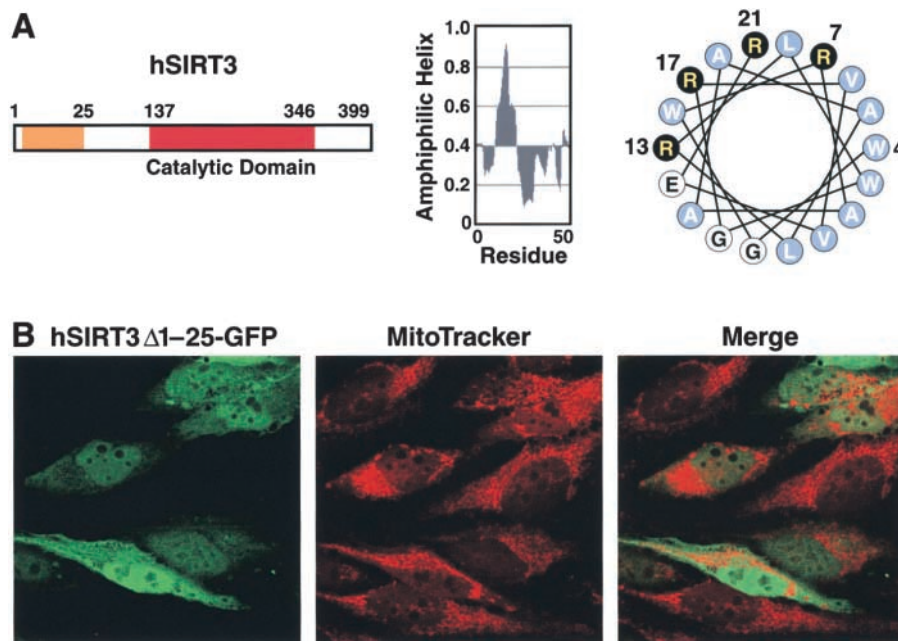 A
hSIRT3
1 25 137 346 399
Catalytic Domain
Amphiphilic Helix
1.0
0.8
0.6
0.4
0.2
0
0 50
Residue
21
7
17
13
4
R
L
R
V
A
W
W
A
V
L
G
G
A
E
R
W
R
A
B hSIRT3 Δ1–25-GFP MitoTracker Merge